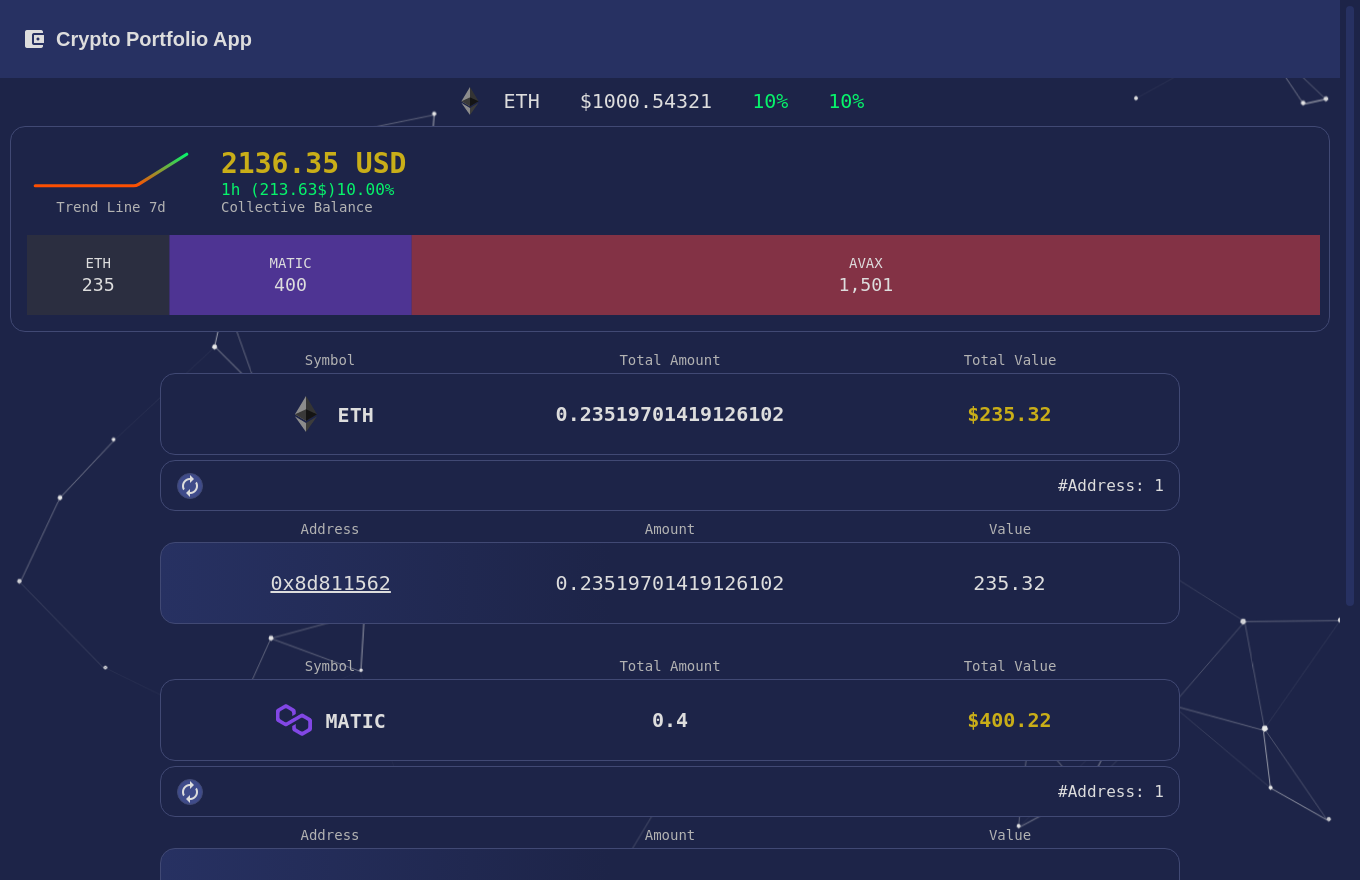 Crypto Portfolio App
ETH $1000.54321 10% 10%
2136.35 USD
1h (213.63$)10.00%
Trend Line 7d Collective Balance
ETH MATIC AVAX
235 400 1,501
Symbol Total Amount Total Value
ETH 0.23519701419126102 $235.32
#Address: 1
Address Amount Value
0x8d811562 0.23519701419126102 235.32
Symbol Total Amount Total Value
MATIC 0.4 $400.22
#Address: 1
Address Amount Value